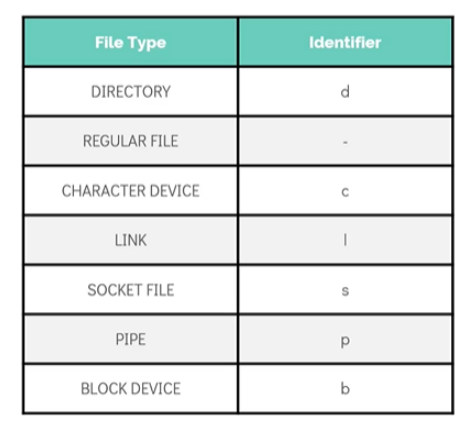 File Type Identifier
DIRECTORY d
REGULAR FILE -
CHARACTER DEVICE c
LINK l
SOCKET FILE s
PIPE p
BLOCK DEVICE b